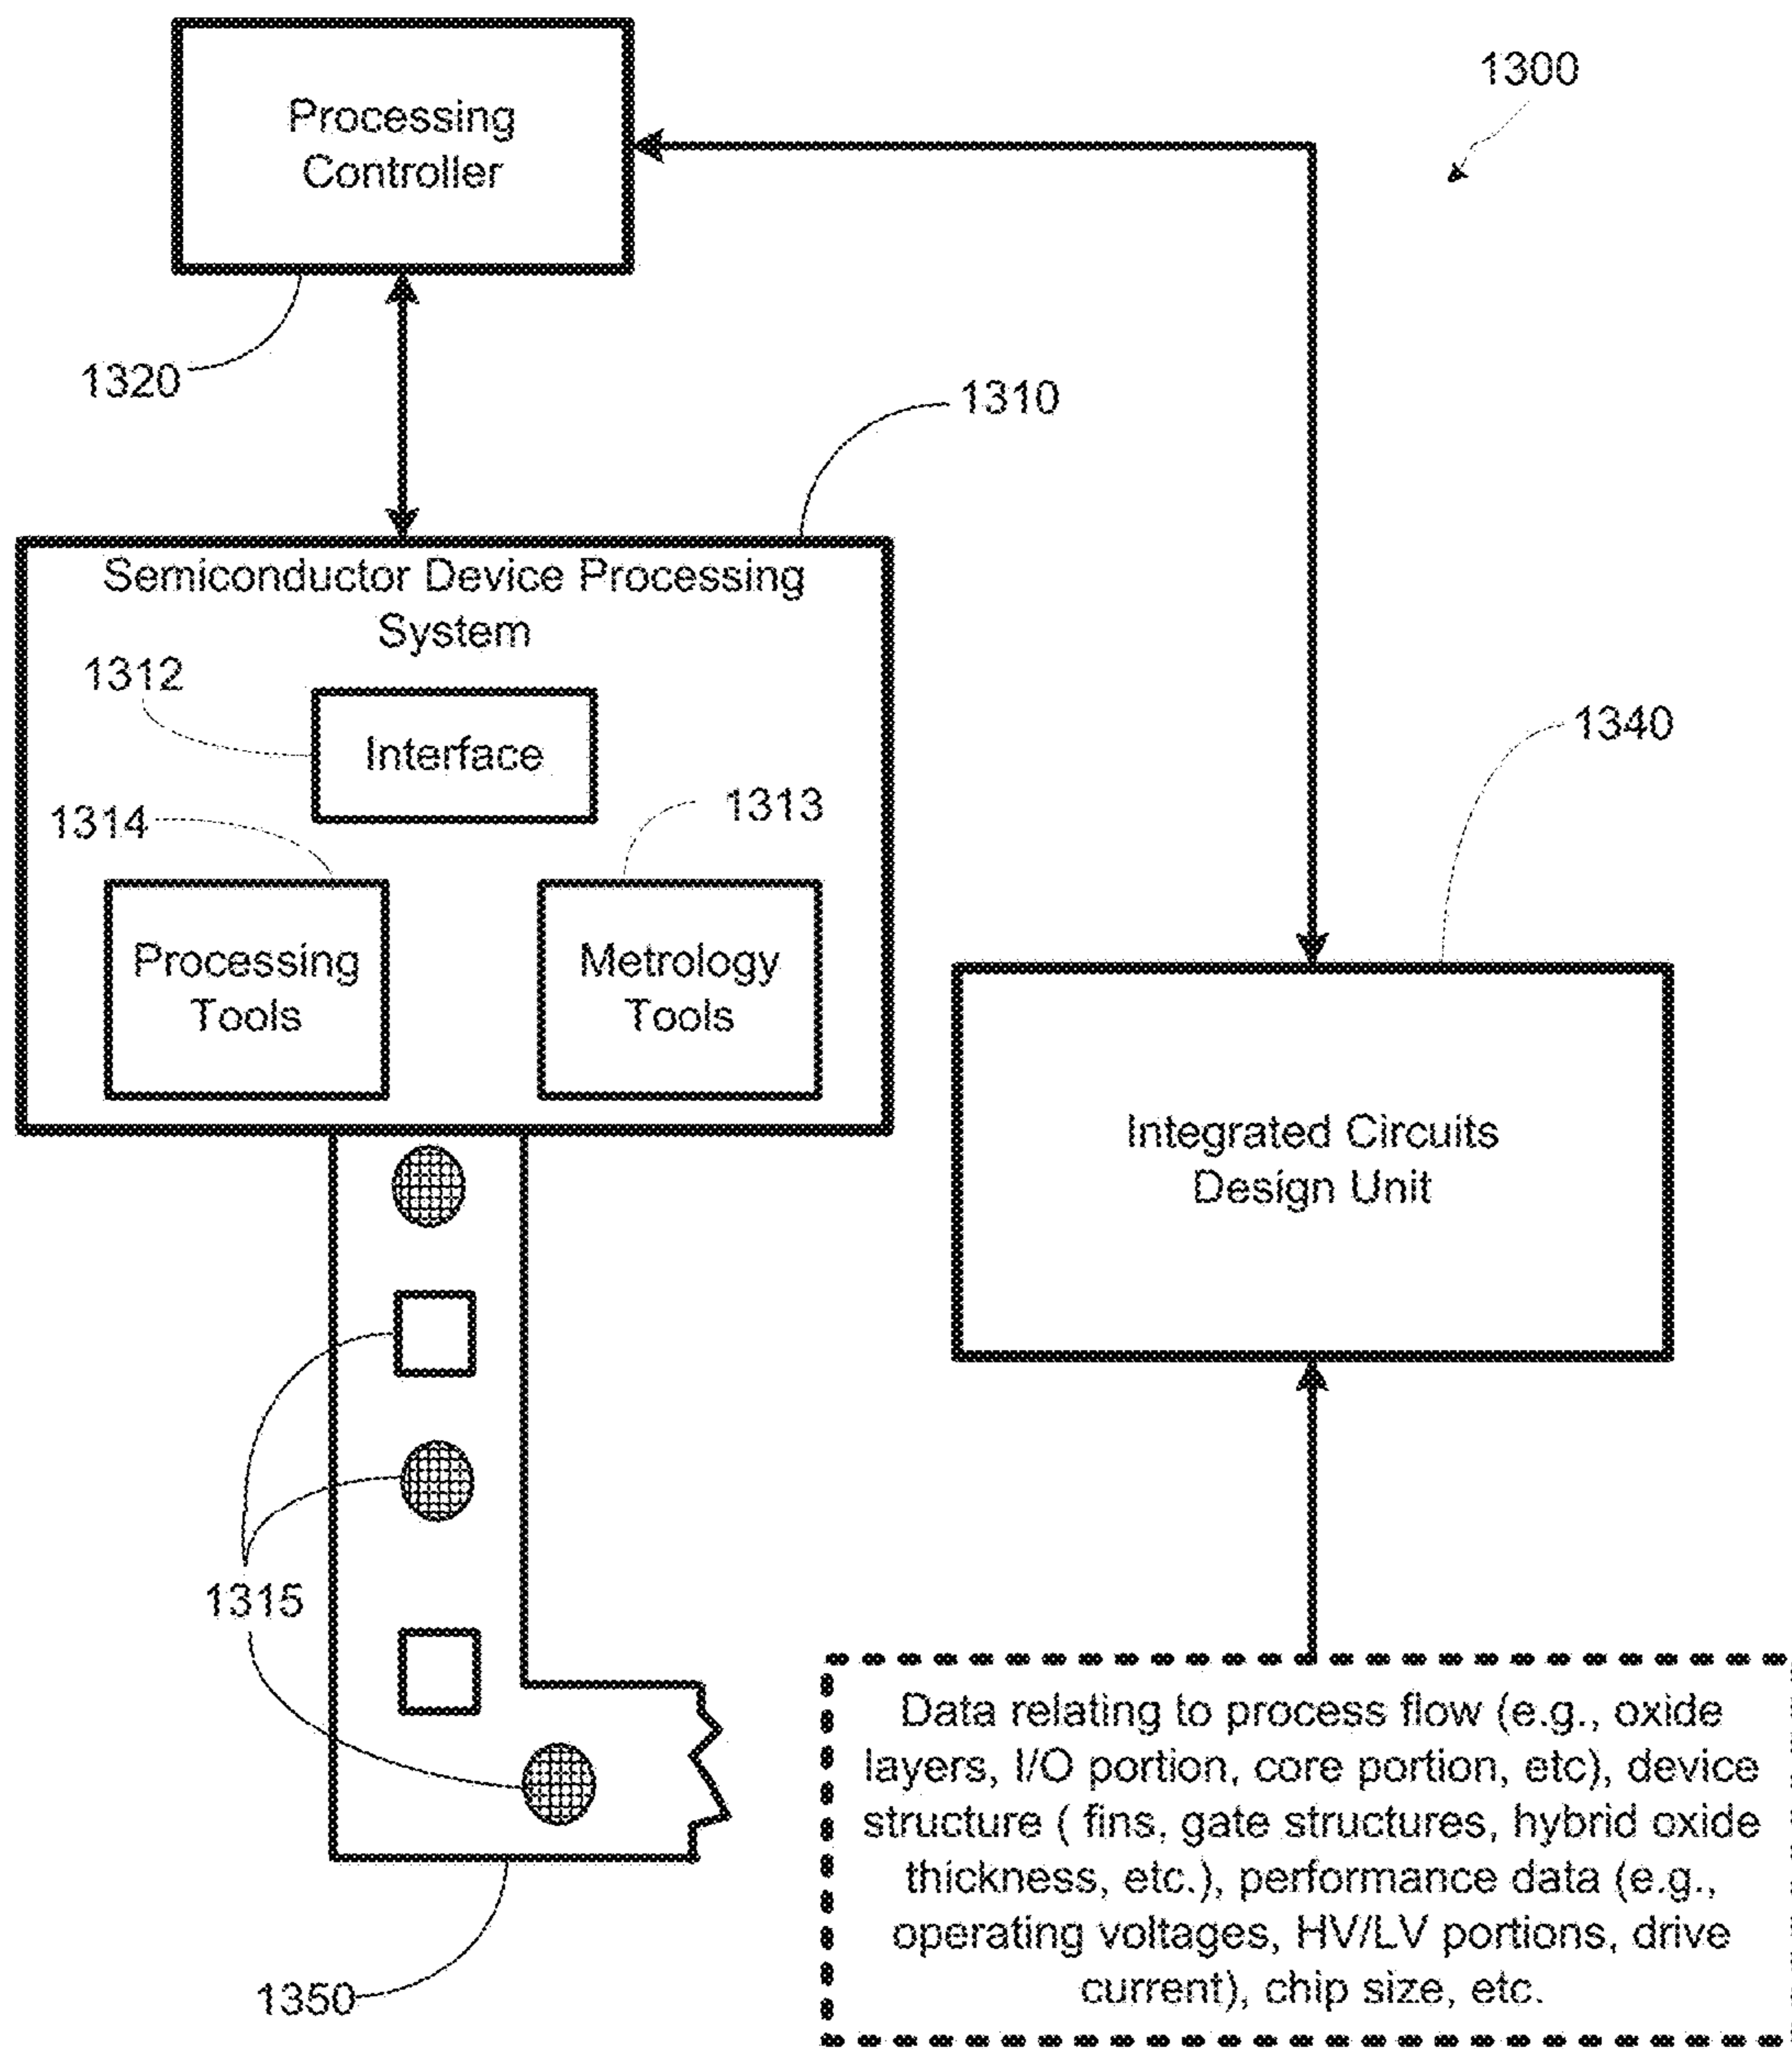 Processing
Controller
1300
1320
1310
Semiconductor Device Processing
System
1312
Interface
1314
1313
1340
Processing
Tools
Metrology
Tools
Integrated Circuits
Design Unit
1315
Data relating to process flow (e.g., oxide
layers, I/O portion, core portion, etc), device
structure ( fins, gate structures, hybrid oxide
thickness, etc.), performance data (e.g.,
operating voltages, HV/LV portions, drive
current), chip size, etc.
1350